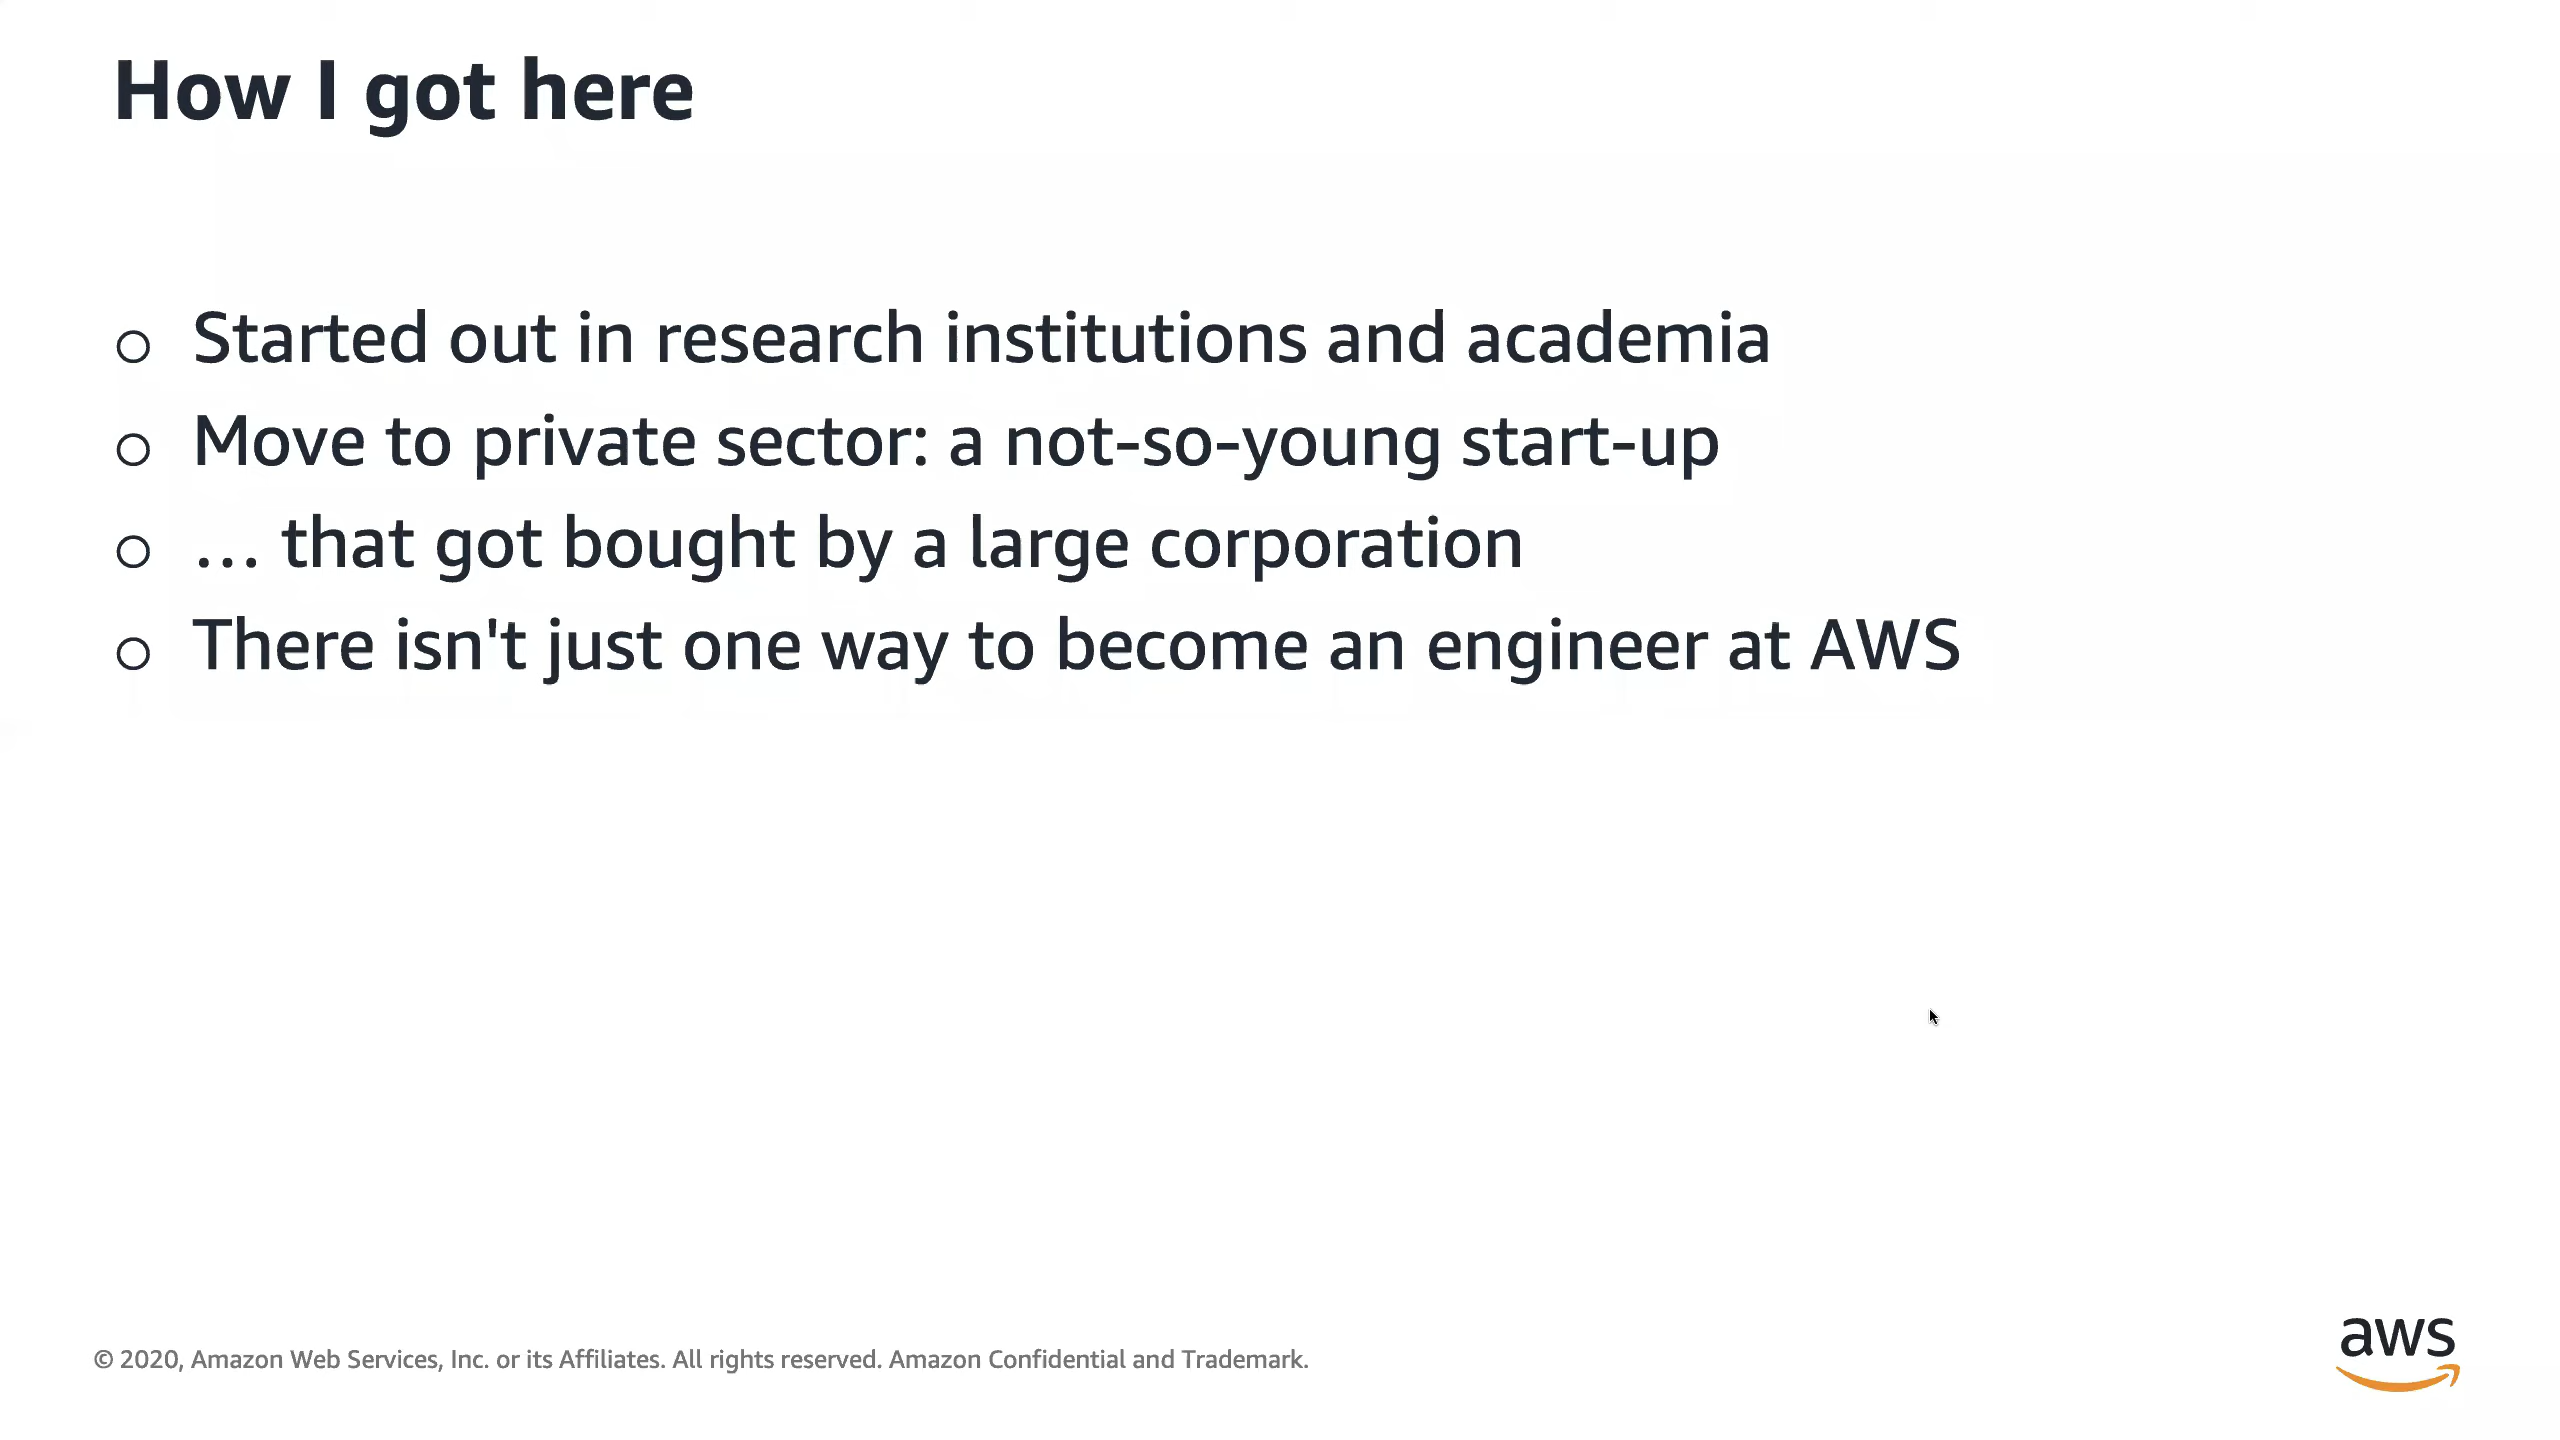 How I got here
○ Started out in research institutions and academia
○ Move to private sector: a not-so-young start-up
○ … that got bought by a large corporation
○ There isn't just one way to become an engineer at AWS
© 2020, Amazon Web Services, Inc. or its Affiliates. All rights reserved. Amazon Confidential and Trademark.
aws